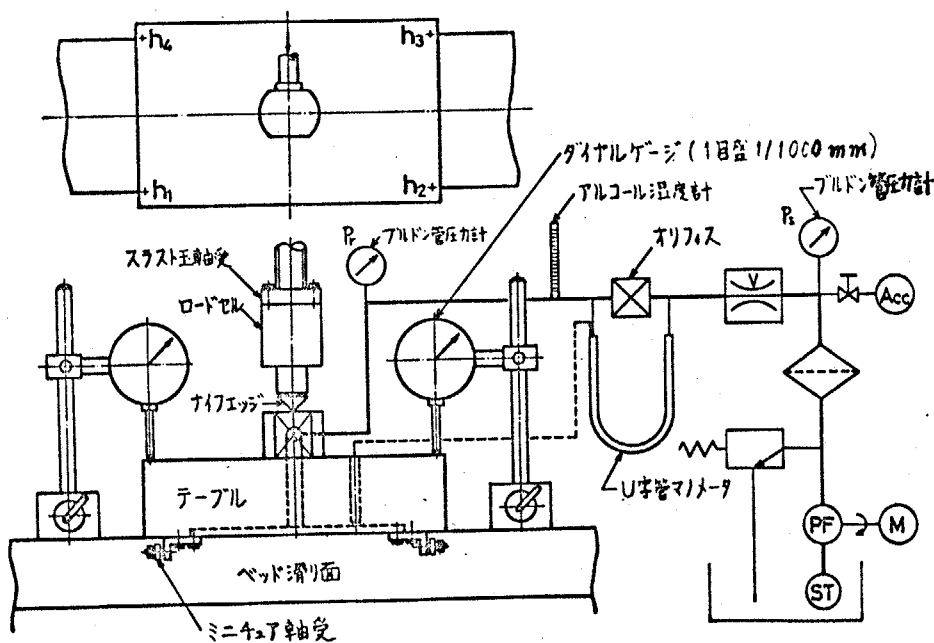 h₄
h₃
h₁
h₂
ダイヤルゲージ (1目盛 1/1000 mm)
アルコール温度計
ブルドン管圧力計
Ps
オリフィス
Pr
ブルドン管圧力計
スラスト玉軸受
ロードセル
V
Acc
ナイフエッジ
U字管マノメータ
テーブル
PF
M
ベッド滑り面
ST
ミニチュア軸受